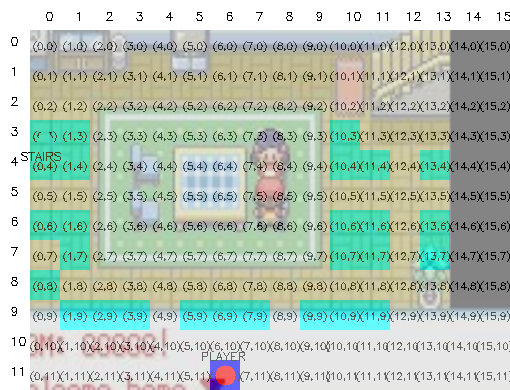 0 1 2 3 4 5 6 7 8 9 10 11 12 13 14 15
0 (0,0) (1,0) (2,0) (3,0) (4,0) (5,0) (6,0) (7,0) (8,0) (9,0) (10,0) (11,0) (12,0) (13,0) (14,0) (15,0)
1 (0,1) (1,1) (2,1) (3,1) (4,1) (5,1) (6,1) (7,1) (8,1) (9,1) (10,1) (11,1) (12,1) (13,1) (14,1) (15,1)
2 (0,2) (1,2) (2,2) (3,2) (4,2) (5,2) (6,2) (7,2) (8,2) (9,2) (10,2) (11,2) (12,2) (13,2) (14,2) (15,2)
3 (1,3) (2,3) (3,3) (4,3) (5,3) (6,3) (7,3) (8,3) (9,3) (10,3) (11,3) (12,3) (13,3) (14,3) (15,3)
STAIRS
4 (0,4) (1,4) (2,4) (3,4) (4,4) (5,4) (6,4) (7,4) (8,4) (9,4) (10,4) (11,4) (12,4) (13,4) (14,4) (15,4)
5 (0,5) (1,5) (2,5) (3,5) (4,5) (5,5) (6,5) (7,5) (8,5) (9,5) (10,5) (11,5) (12,5) (13,5) (14,5) (15,5)
6 (0,6) (1,6) (2,6) (3,6) (4,6) (5,6) (6,6) (7,6) (8,6) (9,6) (10,6) (11,6) (12,6) (13,6) (14,6) (15,6)
7 (0,7) (1,7) (2,7) (3,7) (4,7) (5,7) (6,7) (7,7) (8,7) (9,7) (10,7) (11,7) (12,7) (13,7) (14,7) (15,7)
8 (0,8) (1,8) (2,8) (3,8) (4,8) (5,8) (6,8) (7,8) (8,8) (9,8) (10,8) (11,8) (12,8) (13,8) (14,8) (15,8)
9 (0,9) (1,9) (2,9) (3,9) (4,9) (5,9) (6,9) (7,9) (8,9) (9,9) (10,9) (11,9) (12,9) (13,9) (14,9) (15,9)
10 (0,10) (1,10) (2,10) (3,10) (4,10) (5,10) (6,10) (7,10) (8,10) (9,10) (10,10) (11,10) (12,10) (13,10) (14,10) (15,10)
PLAYER
11 (0,11) (1,11) (2,11) (3,11) (4,11) (5,11) (7,11) (8,11) (9,11) (10,11) (11,11) (12,11) (13,11) (14,11) (15,11)